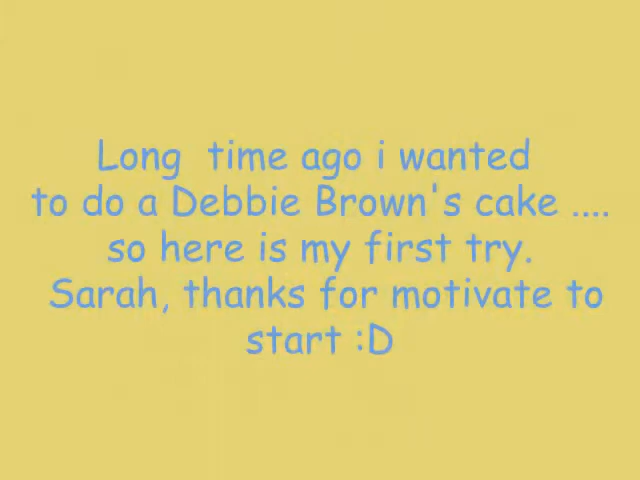 Long time ago i wanted
to do a Debbie Brown's cake ....
so here is my first try.
Sarah, thanks for motivate to
start :D